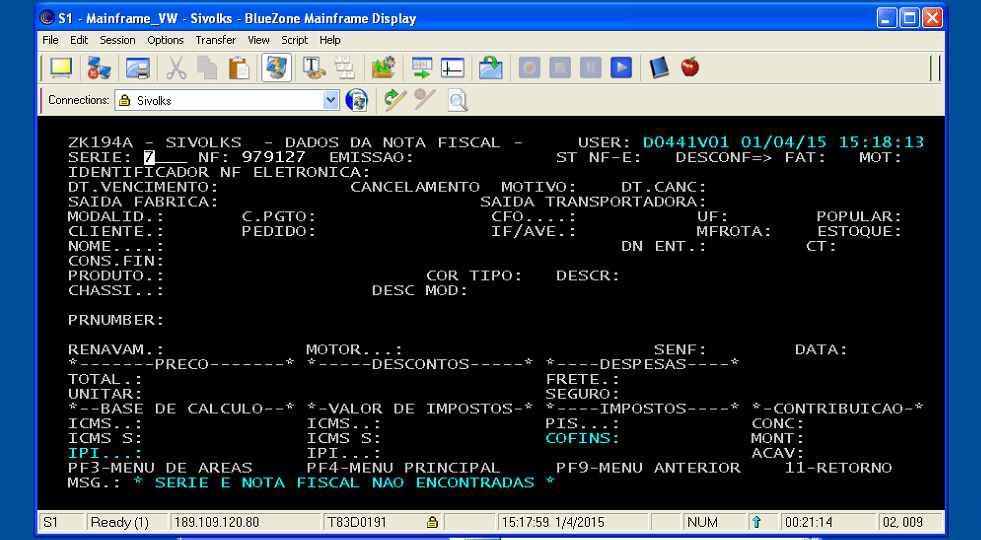 S1 - Mainframe_VW - Sivolks - BlueZone Mainframe Display
File Edit Session Options Transfer View Script Help
Connections: Sivolks
ZK194A - SIVOLKS - DADOS DA NOTA FISCAL - USER: D0441V01 01/04/15 15:18:13
SERIE: 7___ NF: 979127 EMISSAO: ST NF-E: DESCONF=> FAT: MOT:
IDENTIFICADOR NF ELETRONICA:
DT.VENCIMENTO: CANCELAMENTO MOTIVO: DT.CANC:
SAIDA FABRICA: SAIDA TRANSPORTADORA:
MODALID.: C.PGTO: CFO....: UF: POPULAR:
CLIENTE.: PEDIDO: IF/AVE.: MFROTA: ESTOQUE:
NOME....: DN ENT.: CT:
CONS.FIN:
PRODUTO.: COR TIPO: DESCR:
CHASSI..: DESC MOD:
PRNUMBER:
RENAVAM.: MOTOR...: SENF: DATA:
*-------PRECO-------* *-----DESCONTOS-----* *----DESPESAS----*
TOTAL.: FRETE.:
UNITAR: SEGURO:
*--BASE DE CALCULO--* *-VALOR DE IMPOSTOS-* *----IMPOSTOS----* *-CONTRIBUICAO-*
ICMS..: ICMS..: PIS...: CONC:
ICMS S: ICMS S: COFINS: MONT:
IPI...: IPI...: ACAV:
PF3-MENU DE AREAS PF4-MENU PRINCIPAL PF9-MENU ANTERIOR 11-RETORNO
MSG.: * SERIE E NOTA FISCAL NAO ENCONTRADAS *
S1 Ready (1) 189.109.120.80 T83D0191 15:17:59 1/4/2015 NUM 00:21:14 02, 009